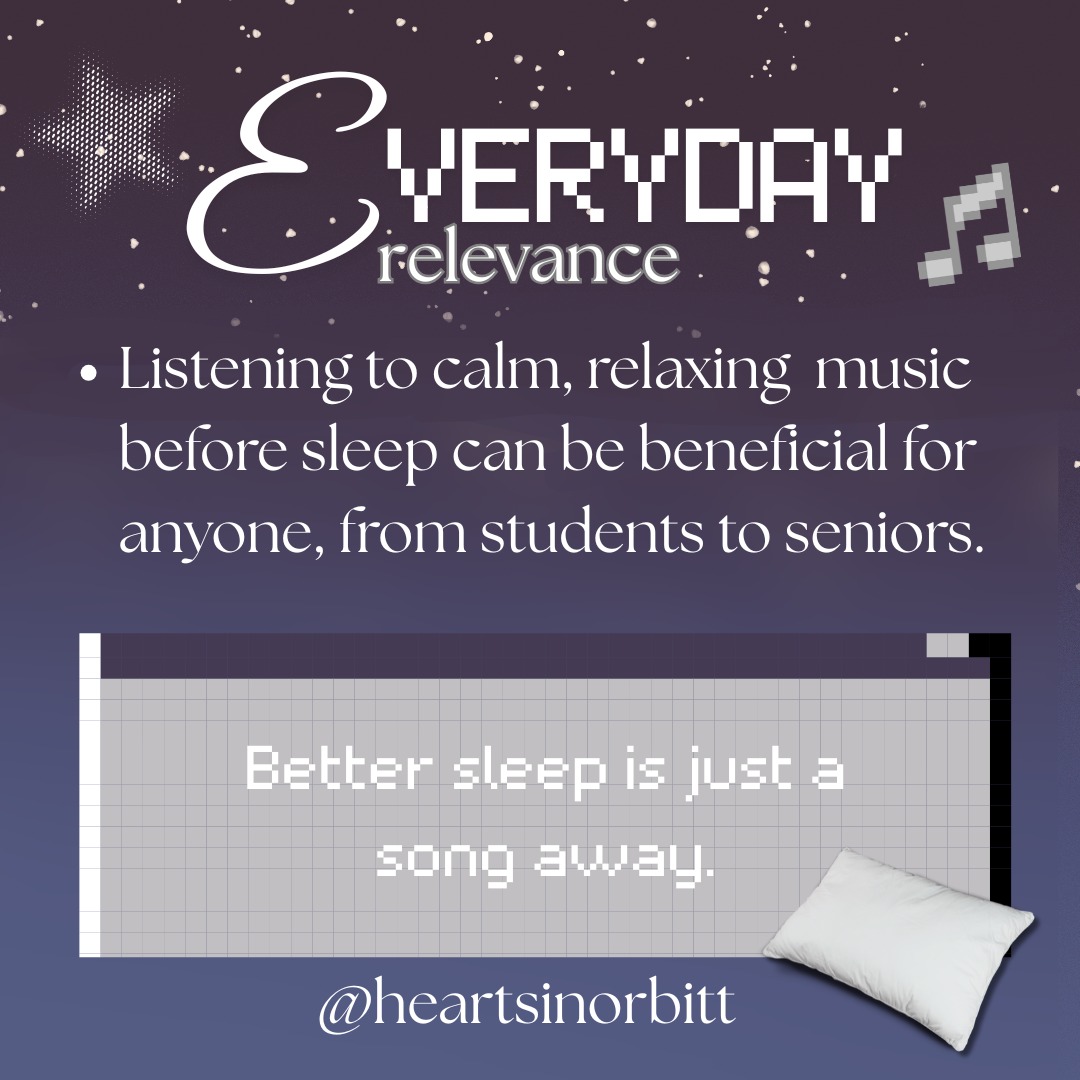 EVERYDAY
relevance
• Listening to calm, relaxing music
before sleep can be beneficial for
anyone, from students to seniors.
Better sleep is just a
song away.
@heartsinorbitt